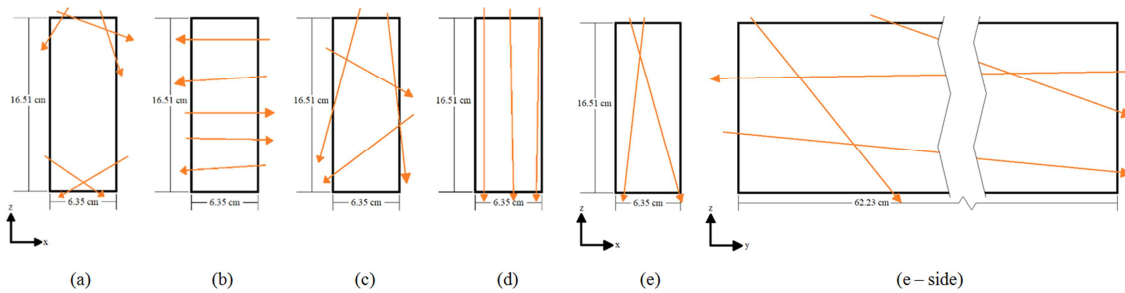 16.51 cm
6.35 cm
z
x
(a)
16.51 cm
6.35 cm
(b)
16.51 cm
6.35 cm
(c)
16.51 cm
6.35 cm
(d)
16.51 cm
6.35 cm
z
x
(e)
62.23 cm
z
y
(e – side)